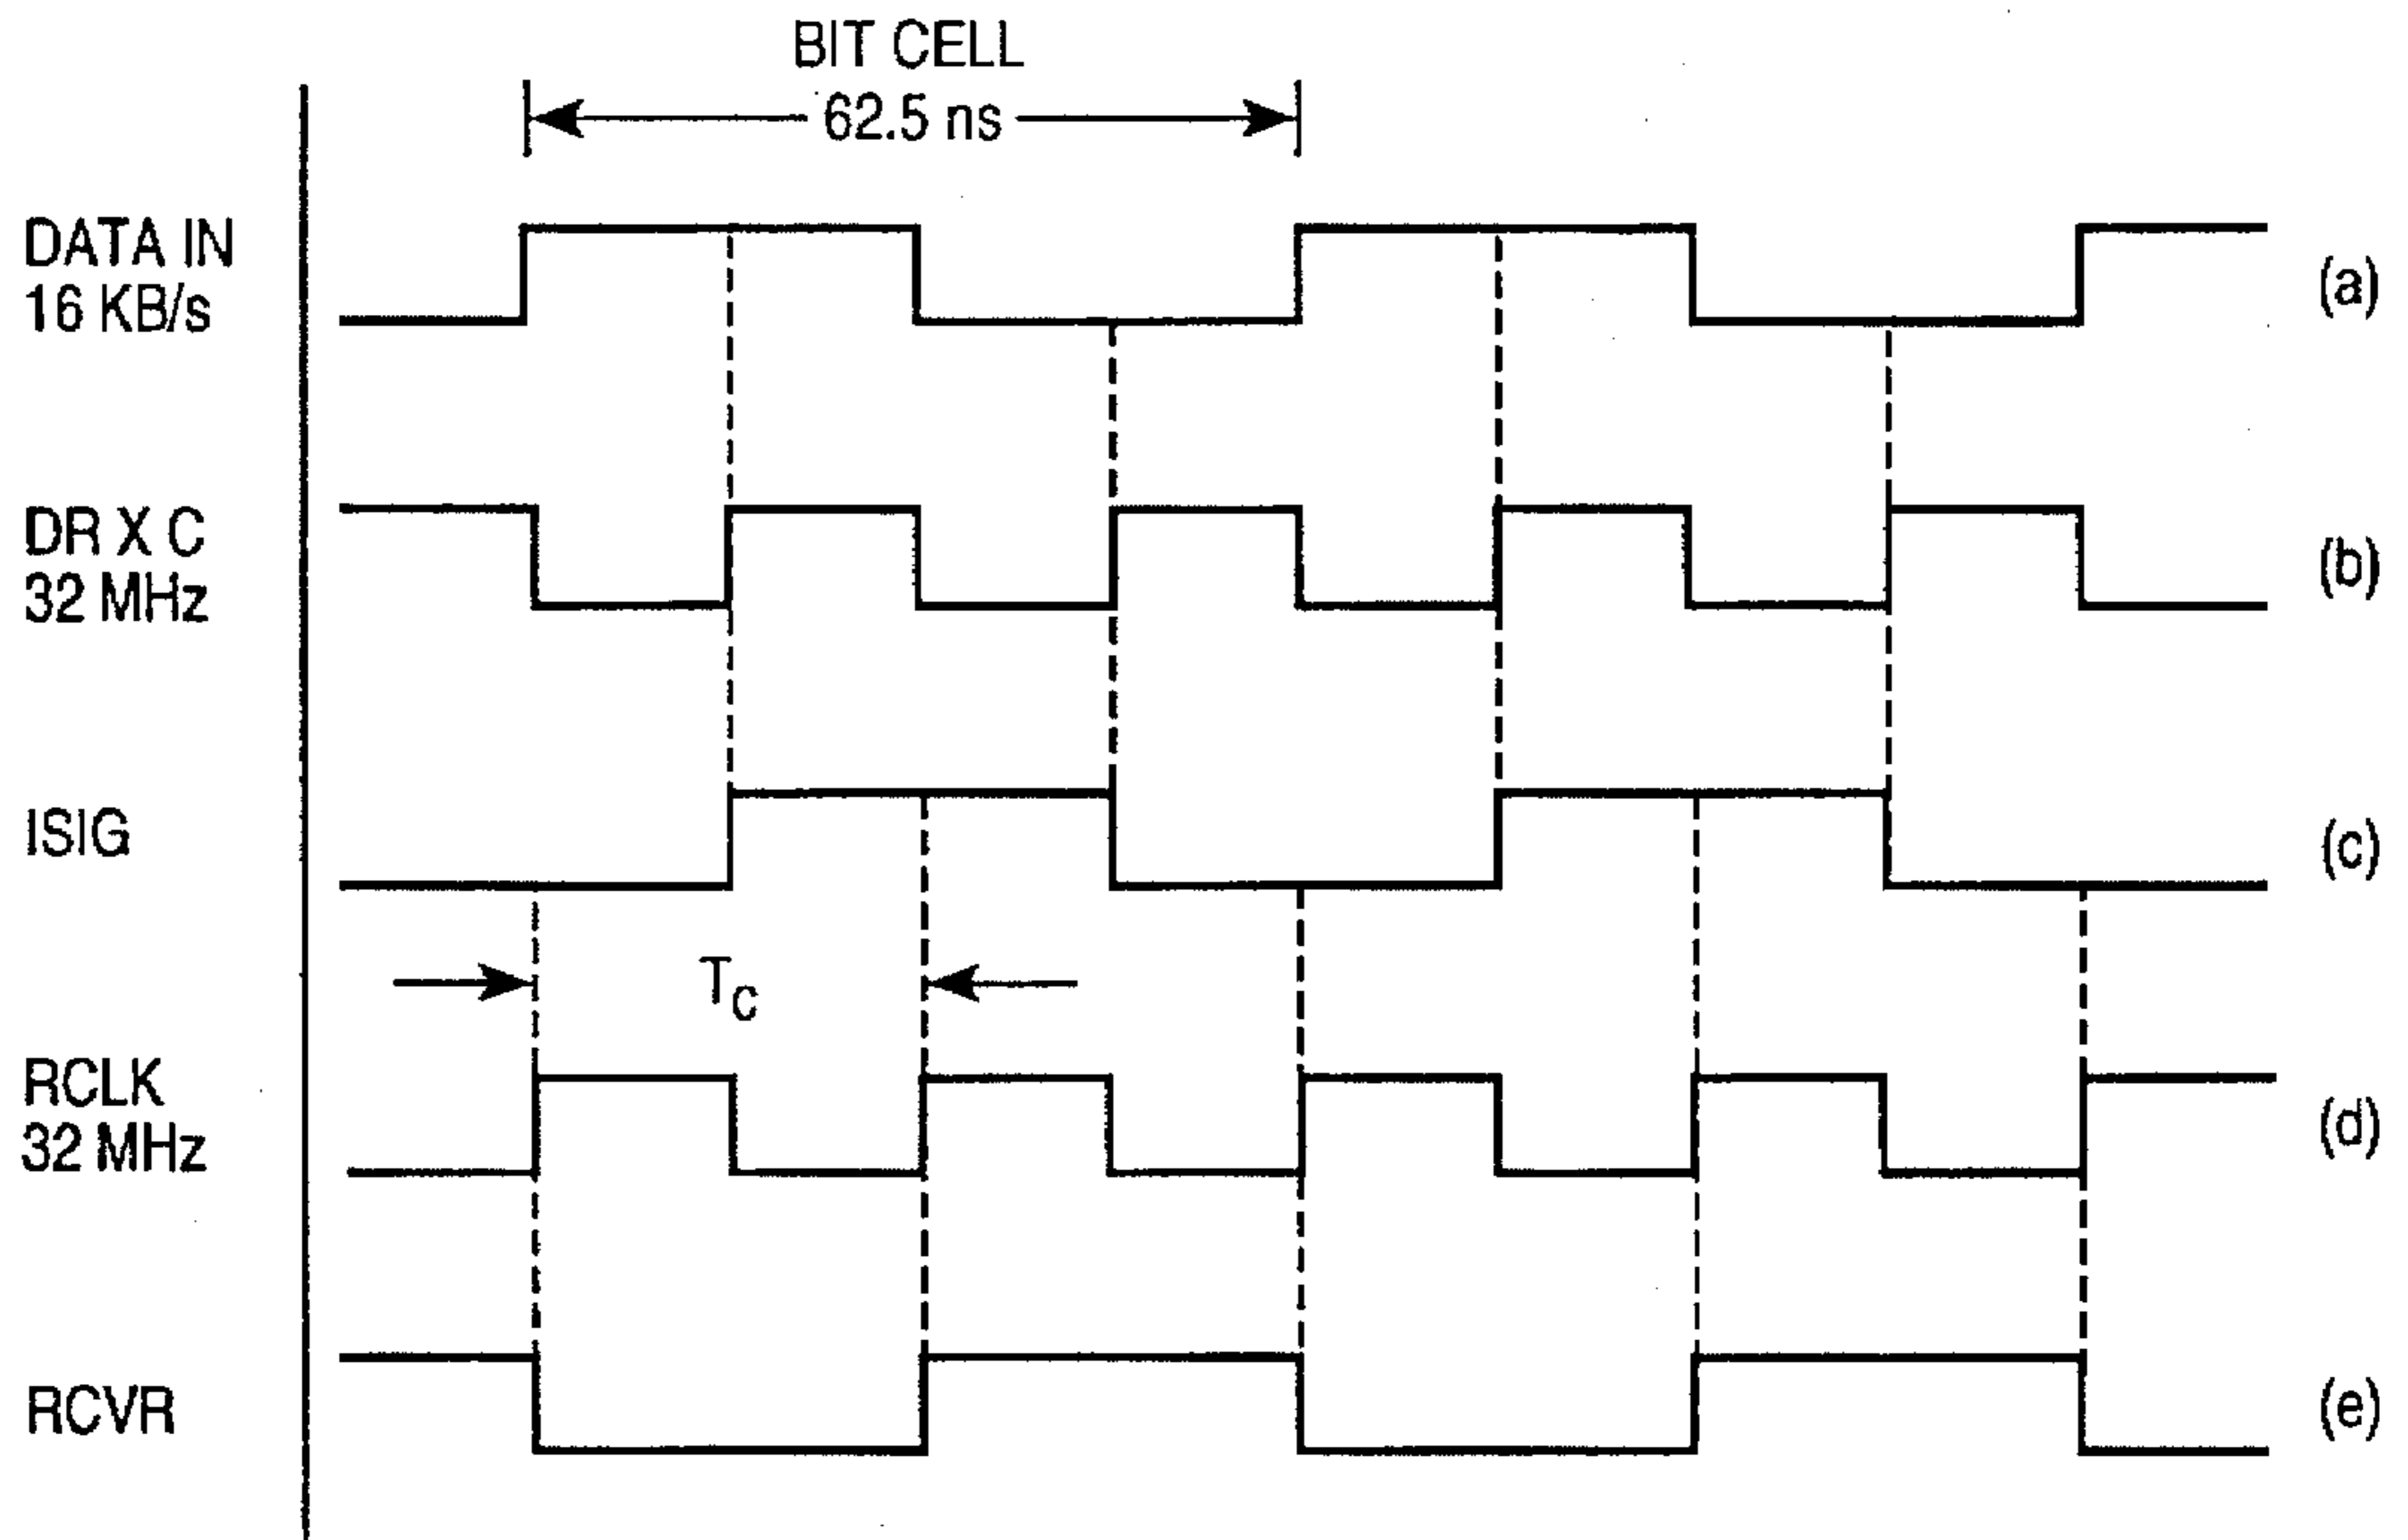 BIT CELL
62.5 ns
DATA IN
16 KB/s
(a)
DR X C
32 MHz
(b)
ISIG
(c)
TC
RCLK
32 MHz
(d)
RCVR
(e)